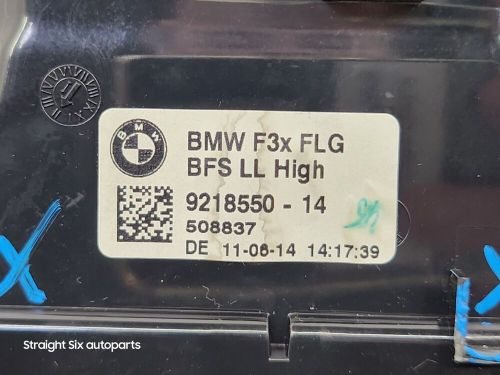 BMW
BMW F3x FLG
BFS LL High
9218550 - 14
508837
DE 11-06-14 14:17:39
X
Straight Six autoparts